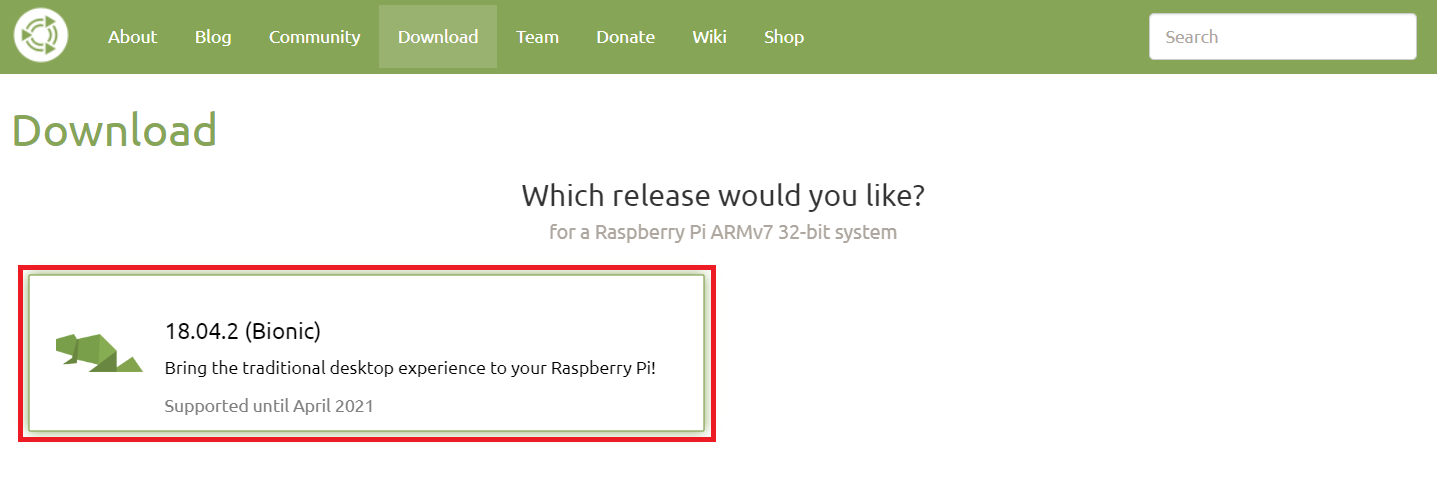 About Blog Community Download Team Donate Wiki Shop Search
Download
Which release would you like?
for a Raspberry Pi ARMv7 32-bit system
18.04.2 (Bionic)
Bring the traditional desktop experience to your Raspberry Pi!
Supported until April 2021